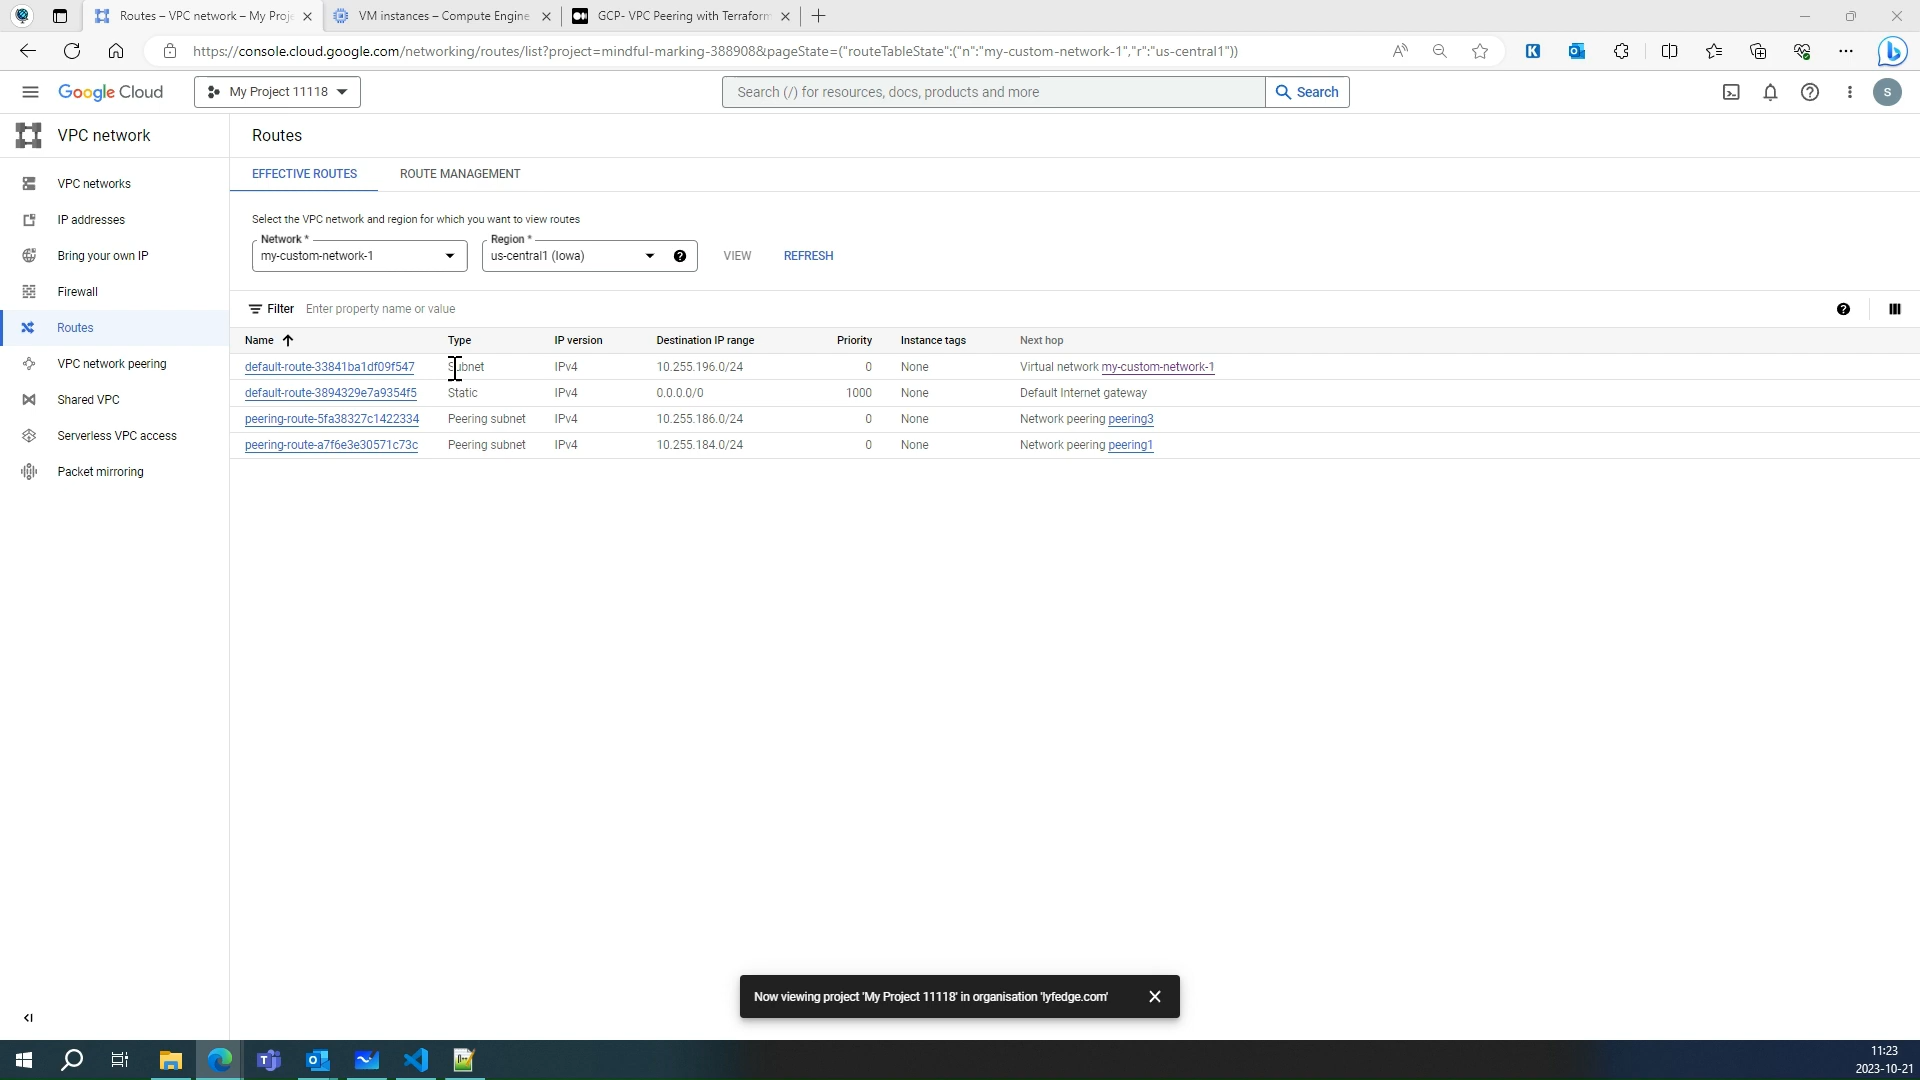 Routes – VPC network – My Proje
VM instances – Compute Engine
GCP- VPC Peering with Terraform
https://console.cloud.google.com/networking/routes/list?project=mindful-marking-388908&pageState=("routeTableState":("n":"my-custom-network-1","r":"us-central1"))
Google Cloud
My Project 11118
Search (/) for resources, docs, products and more
Search
S
VPC network
Routes
EFFECTIVE ROUTES
ROUTE MANAGEMENT
VPC networks
IP addresses
Bring your own IP
Firewall
Routes
VPC network peering
Shared VPC
Serverless VPC access
Packet mirroring
Select the VPC network and region for which you want to view routes
Network *
my-custom-network-1
Region *
us-central1 (Iowa)
VIEW
REFRESH
Filter Enter property name or value
Name Type IP version Destination IP range Priority Instance tags Next hop
default-route-33841ba1df09f547 Subnet IPv4 10.255.196.0/24 0 None Virtual network my-custom-network-1
default-route-3894329e7a9354f5 Static IPv4 0.0.0.0/0 1000 None Default Internet gateway
peering-route-5fa38327c1422334 Peering subnet IPv4 10.255.186.0/24 0 None Network peering peering3
peering-route-a7f6e3e30571c73c Peering subnet IPv4 10.255.184.0/24 0 None Network peering peering1
Now viewing project 'My Project 11118' in organisation 'lyfedge.com'
11:23
2023-10-21